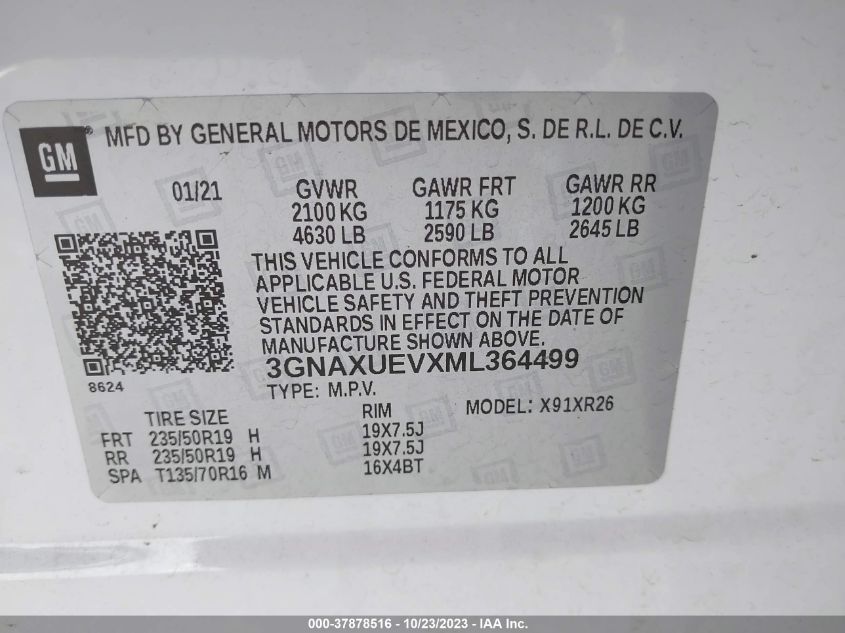 GM ® MFD BY GENERAL MOTORS DE MEXICO, S. DE R.L. DE C.V.
01/21 GVWR GAWR FRT GAWR RR
2100 KG 1175 KG 1200 KG
4630 LB 2590 LB 2645 LB
THIS VEHICLE CONFORMS TO ALL
APPLICABLE U.S. FEDERAL MOTOR
VEHICLE SAFETY AND THEFT PREVENTION
STANDARDS IN EFFECT ON THE DATE OF
MANUFACTURE SHOWN ABOVE.
3GNAXUEVXML364499
8624 TYPE: M.P.V.
TIRE SIZE RIM MODEL: X91XR26
FRT 235/50R19 H 19X7.5J
RR 235/50R19 H 19X7.5J
SPA T135/70R16 M 16X4BT
000-37878516 - 10/23/2023 - IAA Inc.